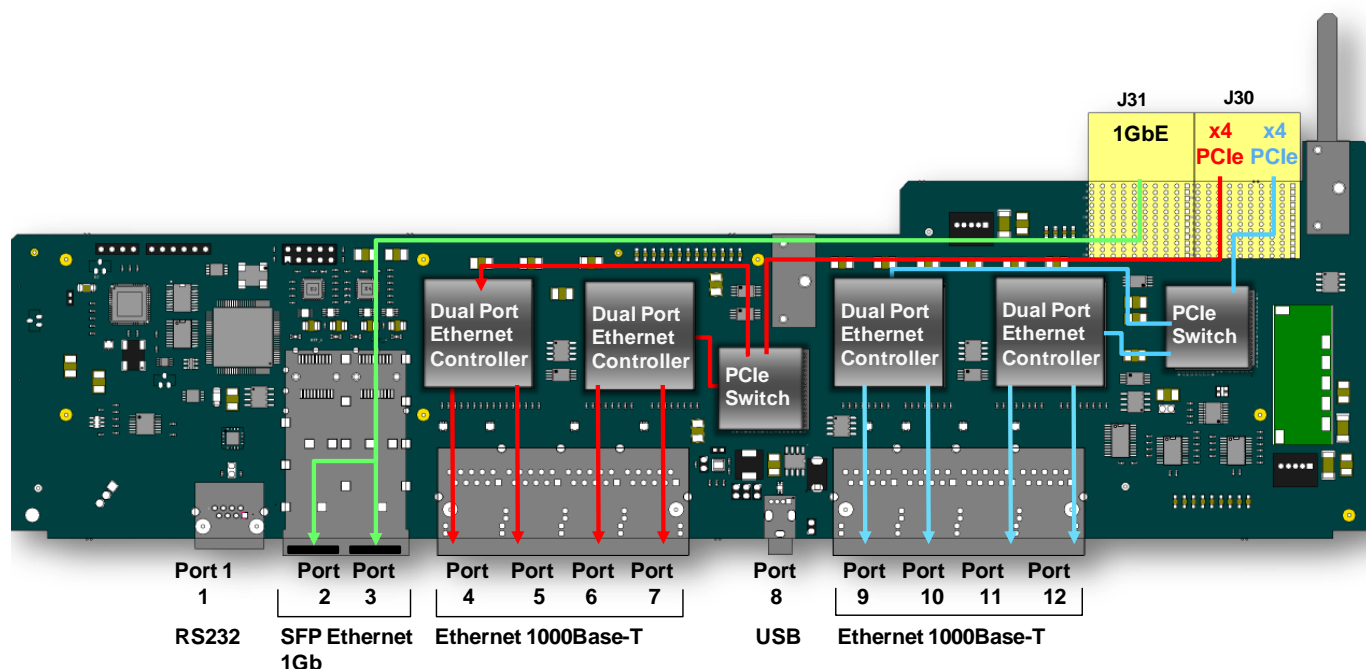 J31
J30
1GbE
x4
PCIe
x4
PCIe
Dual Port
Ethernet
Controller
Dual Port
Ethernet
Controller
PCIe
Switch
Dual Port
Ethernet
Controller
Dual Port
Ethernet
Controller
PCIe
Switch
Port 1
1
RS232
Port
2
Port
3
SFP Ethernet
1Gb
Port
4
Port
5
Port
6
Port
7
Ethernet 1000Base-T
Port
8
USB
Port
9
Port
10
Port
11
Port
12
Ethernet 1000Base-T